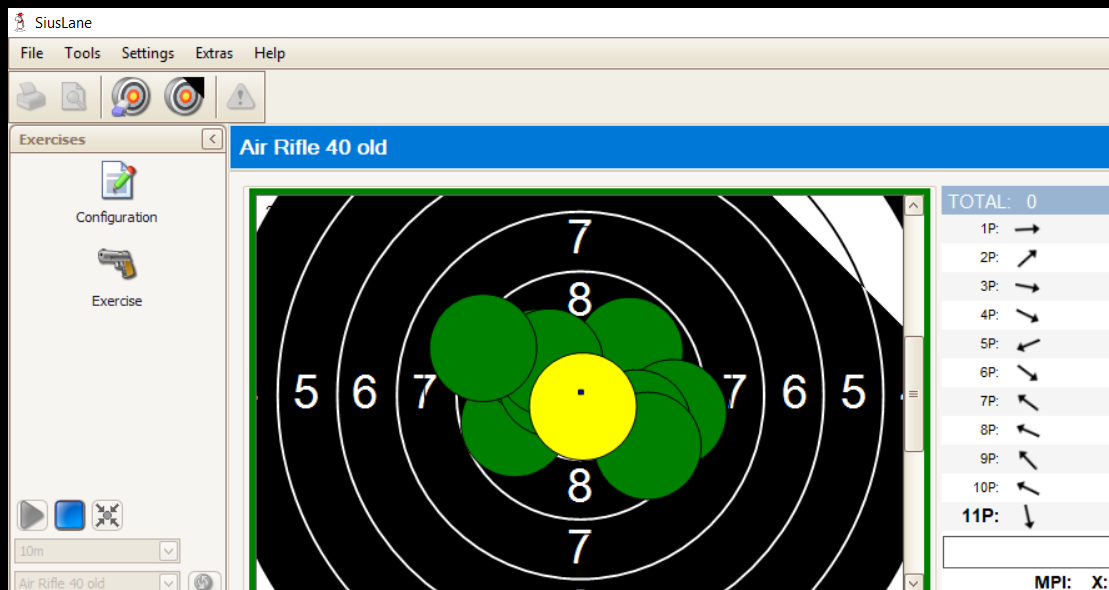 SiusLane
File Tools Settings Extras Help
Exercises
Air Rifle 40 old
Configuration
Exercise
10m
Air Rifle 40 old
7
8
5 6 7 7 6 5
8
7
TOTAL: 0
1P:
2P:
3P:
4P:
5P:
6P:
7P:
8P:
9P:
10P:
11P:
MPI: X: